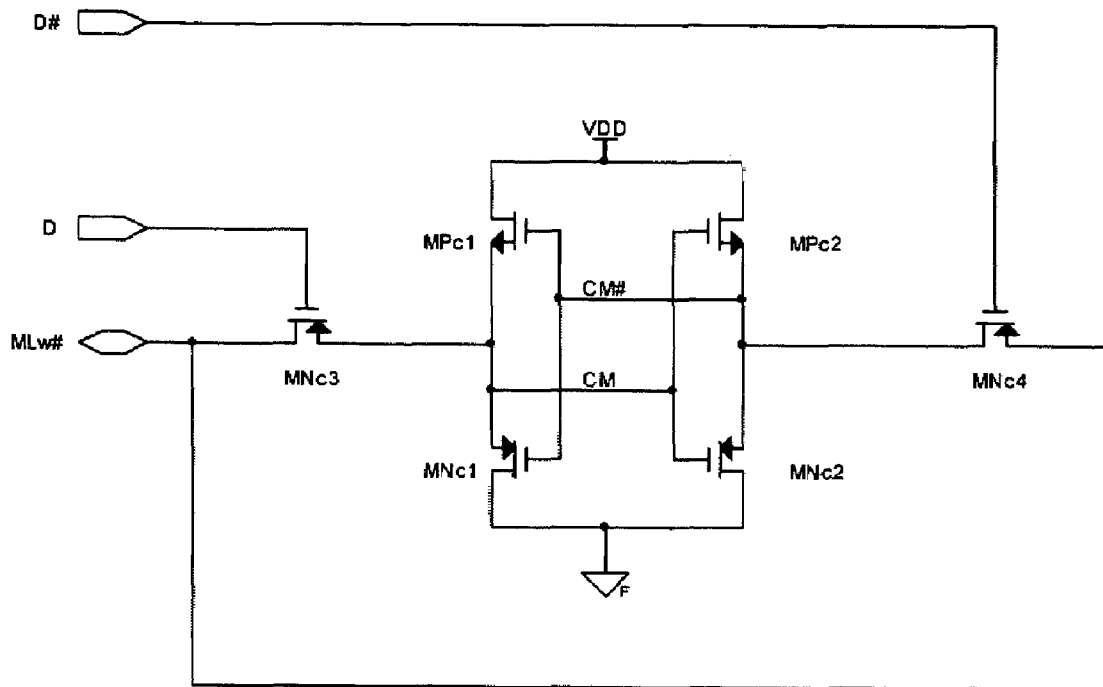 D#
VDD
D
MPc1
MPc2
CM#
MLw#
MNc3
CM
MNc4
MNc1
MNc2
F